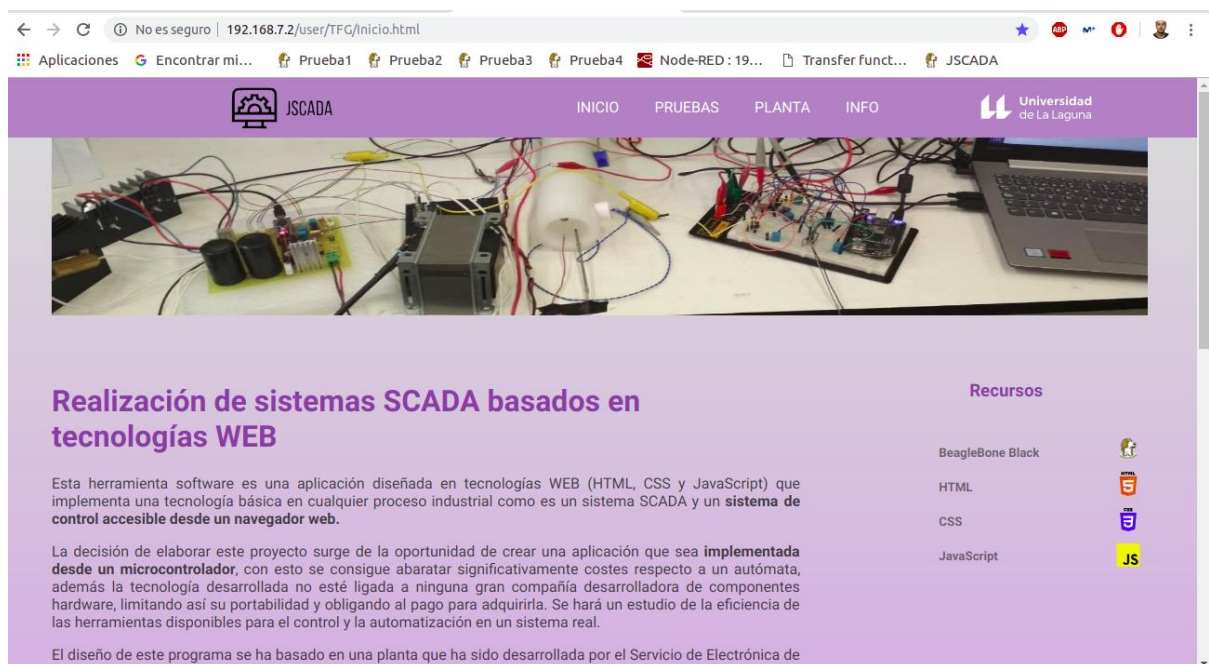 No es seguro | 192.168.7.2/user/TFG/Inicio.html
ABP
Aplicaciones G Encontrar mi... Prueba1 Prueba2 Prueba3 Prueba4 Node-RED : 19... Transfer funct... JSCADA
JSCADA INICIO PRUEBAS PLANTA INFO Universidad
de La Laguna
Realización de sistemas SCADA basados en
tecnologías WEB
Recursos
BeagleBone Black
HTML HTML 5
CSS CSS 3
JavaScript JS
Esta herramienta software es una aplicación diseñada en tecnologías WEB (HTML, CSS y JavaScript) que
implementa una tecnología básica en cualquier proceso industrial como es un sistema SCADA y un sistema de
control accesible desde un navegador web.
La decisión de elaborar este proyecto surge de la oportunidad de crear una aplicación que sea implementada
desde un microcontrolador, con esto se consigue abaratar significativamente costes respecto a un autómata,
además la tecnología desarrollada no esté ligada a ninguna gran compañía desarrolladora de componentes
hardware, limitando así su portabilidad y obligando al pago para adquirirla. Se hará un estudio de la eficiencia de
las herramientas disponibles para el control y la automatización en un sistema real.
El diseño de este programa se ha basado en una planta que ha sido desarrollada por el Servicio de Electrónica de